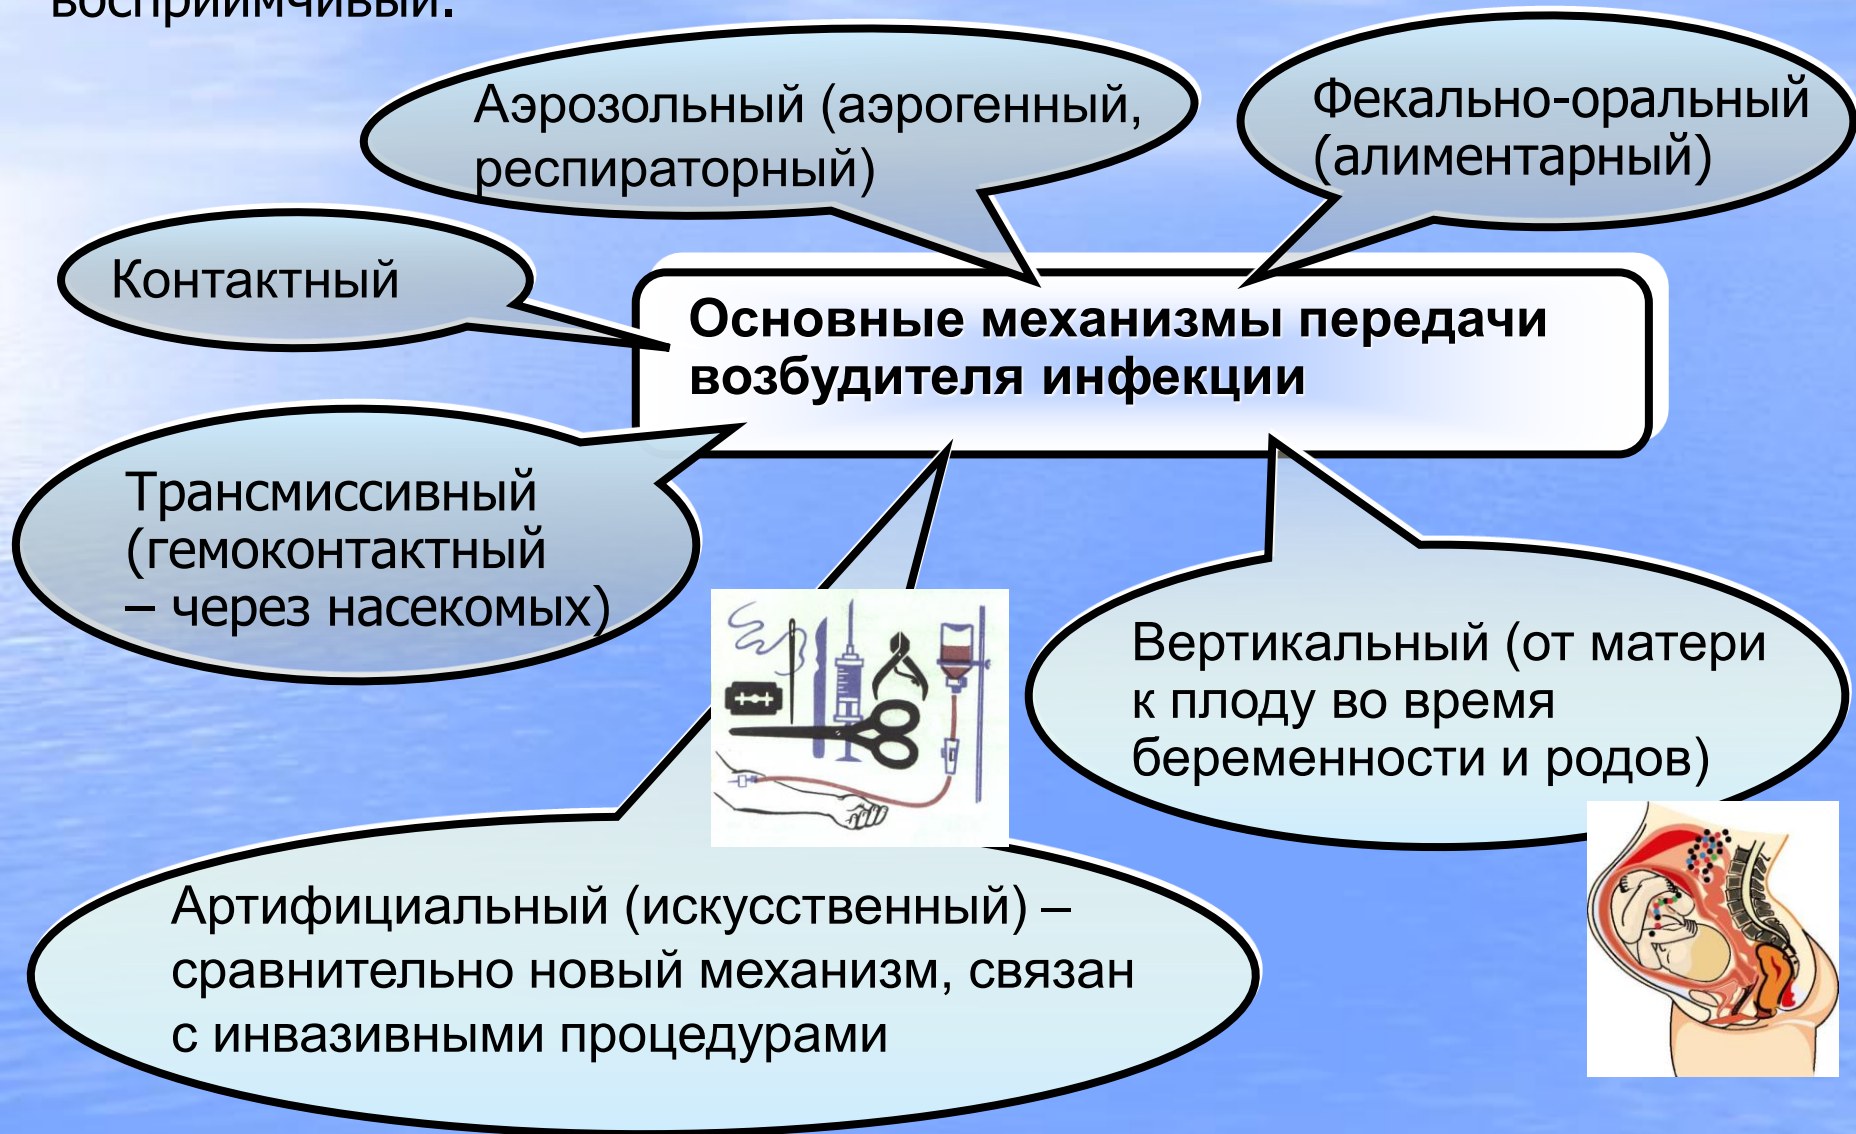 восприимчивый.
Аэрозольный (аэрогенный,
респираторный)
Фекально-оральный
(алиментарный)
Контактный
Основные механизмы передачи
возбудителя инфекции
Трансмиссивный
(гемоконтактный
– через насекомых)
Вертикальный (от матери
к плоду во время
беременности и родов)
Артифициальный (искусственный) –
сравнительно новый механизм, связан
с инвазивными процедурами